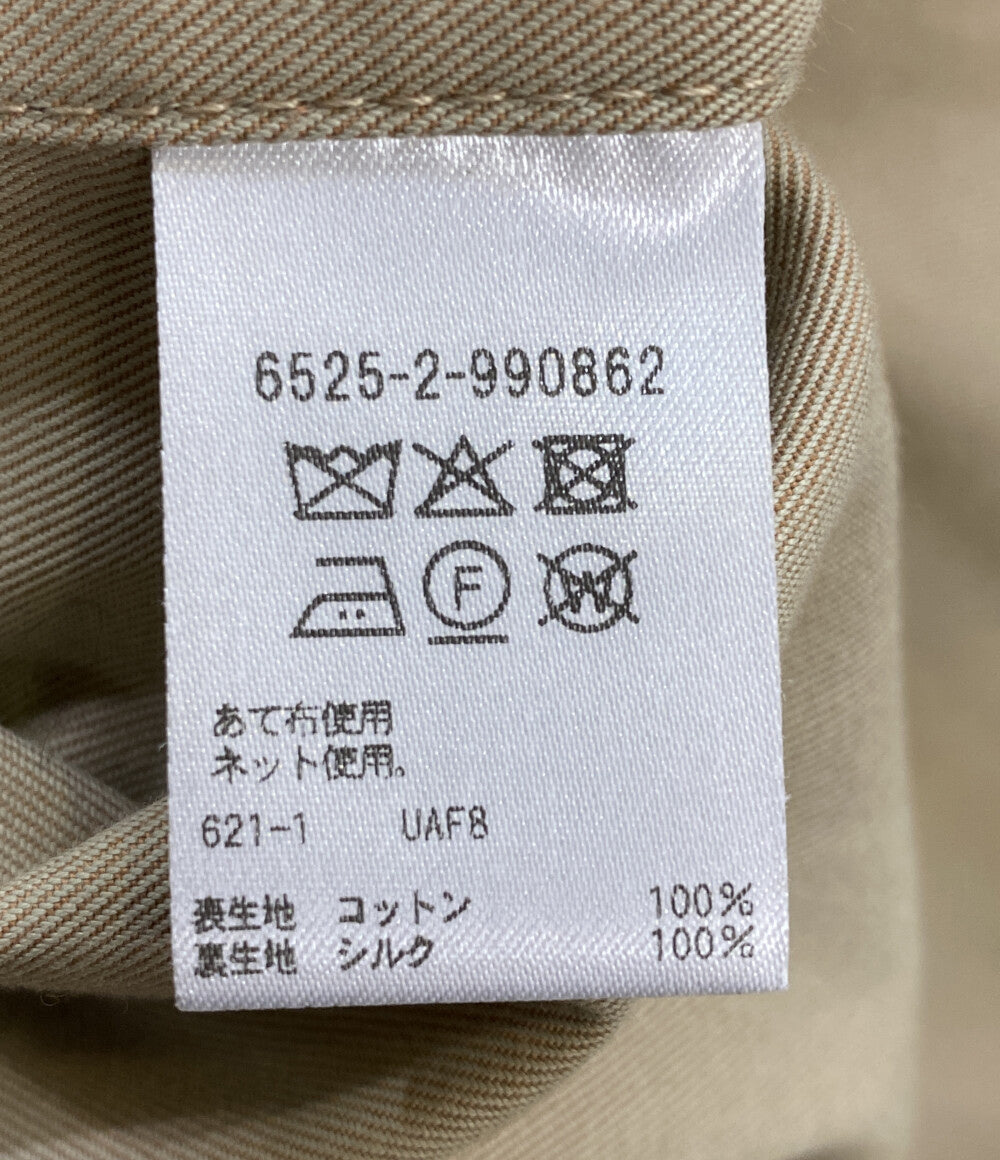 6525-2-990862
F
W
あて布使用
ネット使用。
621-1 UAF8
表生地 コットン 100%
裏生地 シルク 100%